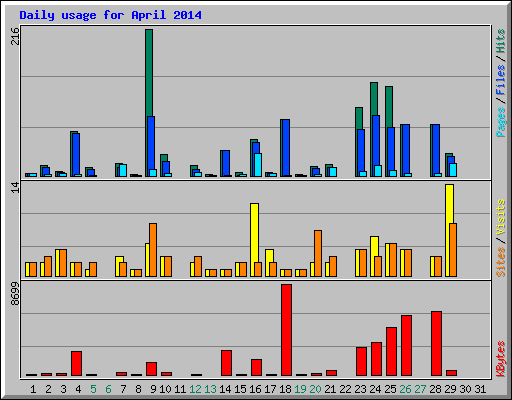 Daily usage for April 2014
216
Pages / Files / Hits
14
Sites / Visits
8699
KBytes
1 2 3 4 5 6 7 8 9 10 11 12 13 14 15 16 17 18 19 20 21 22 23 24 25 26 27 28 29 30 31